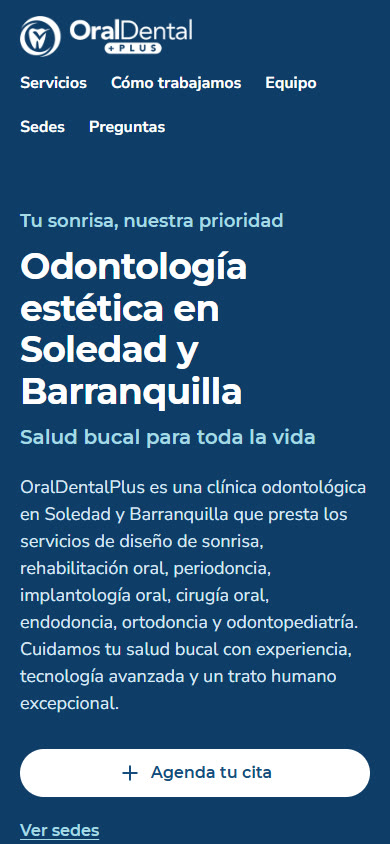 OralDental
+PLUS
Servicios Cómo trabajamos Equipo
Sedes Preguntas
Tu sonrisa, nuestra prioridad
Odontología
estética en
Soledad y
Barranquilla
Salud bucal para toda la vida
OralDentalPlus es una clínica odontológica
en Soledad y Barranquilla que presta los
servicios de diseño de sonrisa,
rehabilitación oral, periodoncia,
implantología oral, cirugía oral,
endodoncia, ortodoncia y odontopediatría.
Cuidamos tu salud bucal con experiencia,
tecnología avanzada y un trato humano
excepcional.
Agenda tu cita
Ver sedes